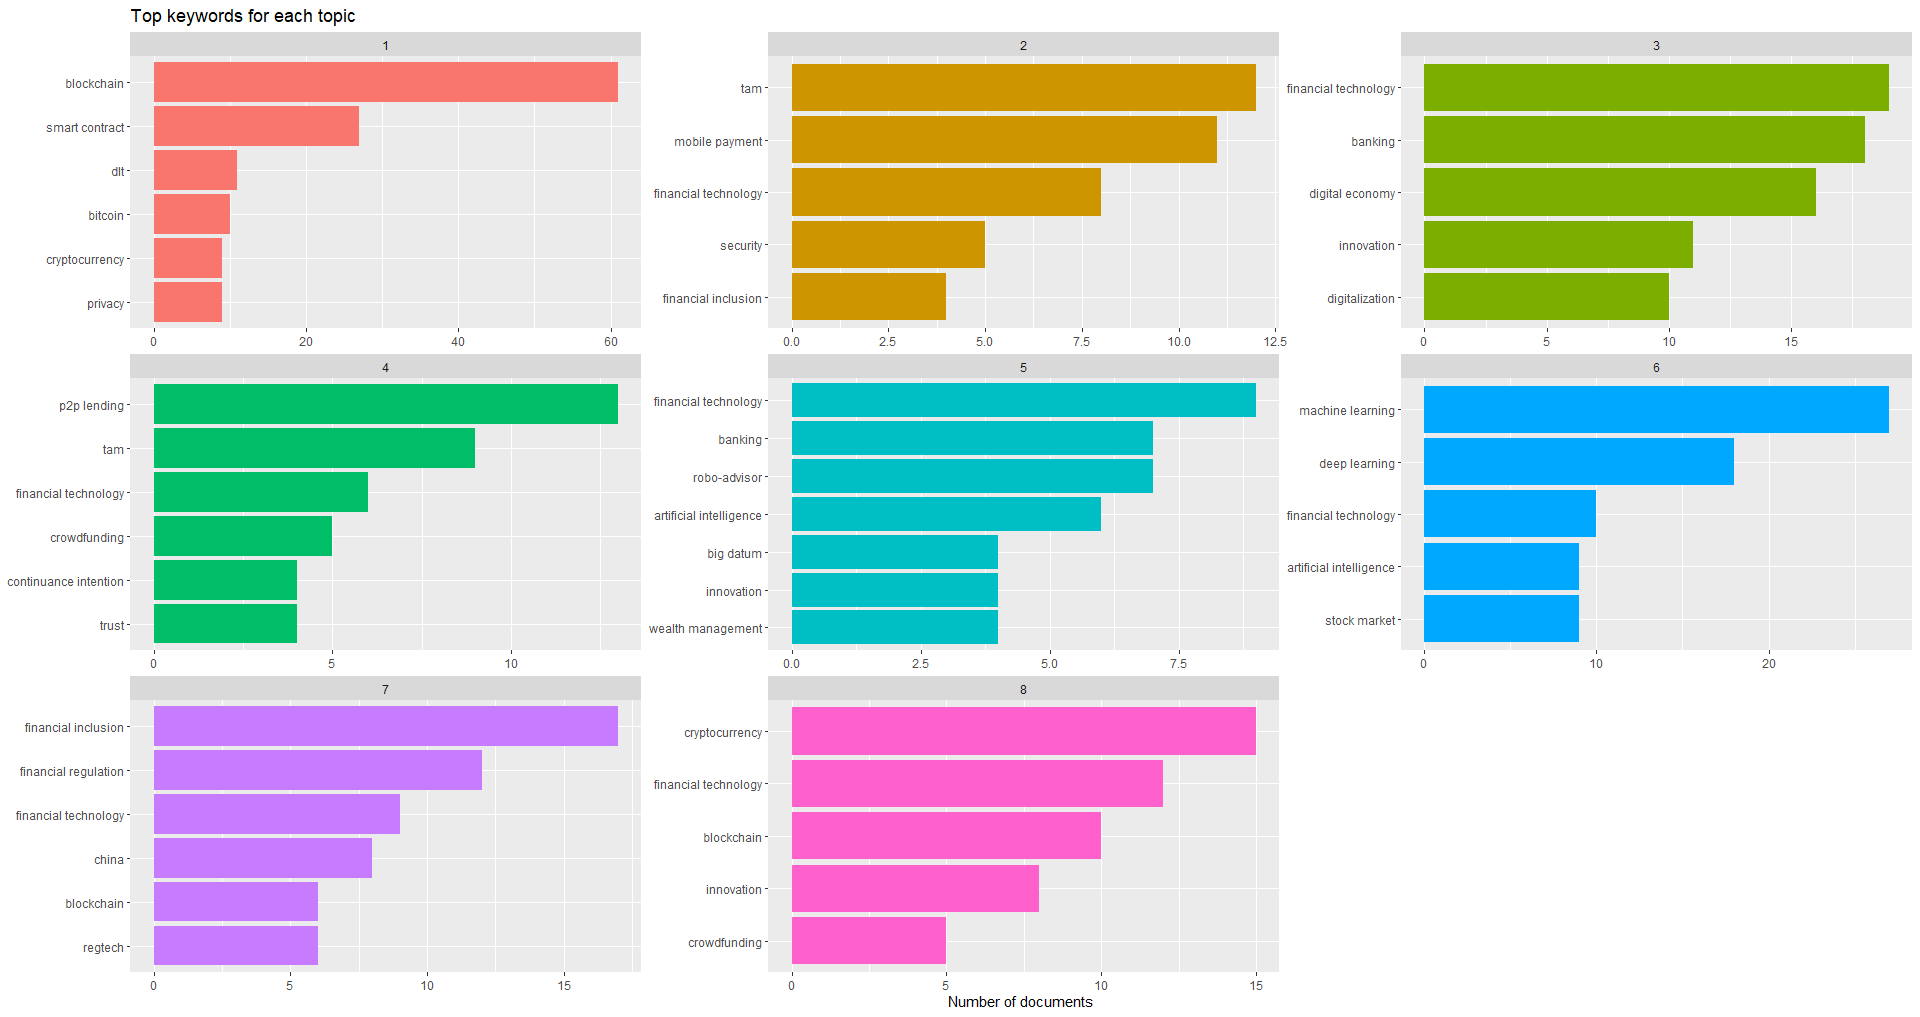 Top keywords for each topic
1
blockchain
smart contract
dlt
bitcoin
cryptocurrency
privacy
0 20 40 60
2
tam
mobile payment
financial technology
security
financial inclusion
0.0 2.5 5.0 7.5 10.0 12.5
3
financial technology
banking
digital economy
innovation
digitalization
0 5 10 15
4
p2p lending
tam
financial technology
crowdfunding
continuance intention
trust
0 5 10
5
financial technology
banking
robo-advisor
artificial intelligence
big datum
innovation
wealth management
0.0 2.5 5.0 7.5
6
machine learning
deep learning
financial technology
artificial intelligence
stock market
0 10 20
7
financial inclusion
financial regulation
financial technology
china
blockchain
regtech
0 5 10 15
8
cryptocurrency
financial technology
blockchain
innovation
crowdfunding
0 5 10 15
Number of documents